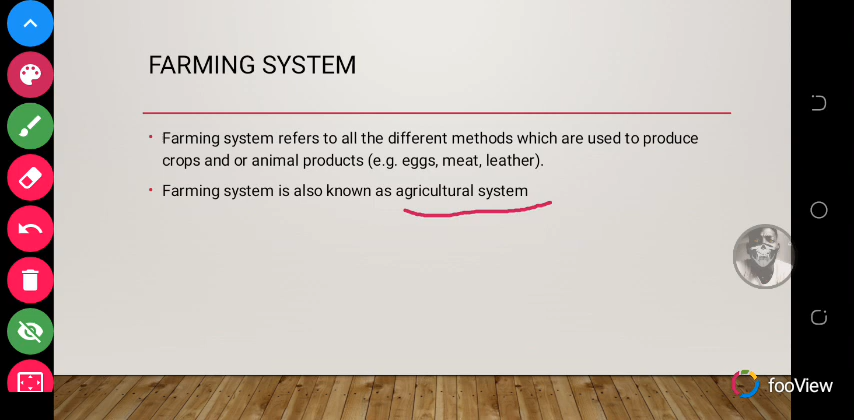 FARMING SYSTEM
• Farming system refers to all the different methods which are used to produce
crops and or animal products (e.g. eggs, meat, leather).
• Farming system is also known as agricultural system
fooView